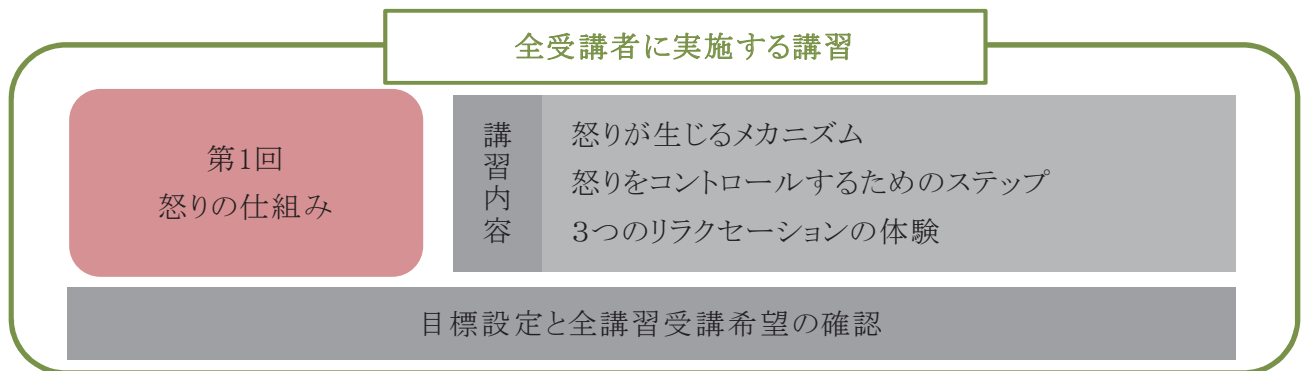 全受講者に実施する講習
第1回
怒りの仕組み
講習内容
怒りが生じるメカニズム
怒りをコントロールするためのステップ
３つのリラクセーションの体験
目標設定と全講習受講希望の確認